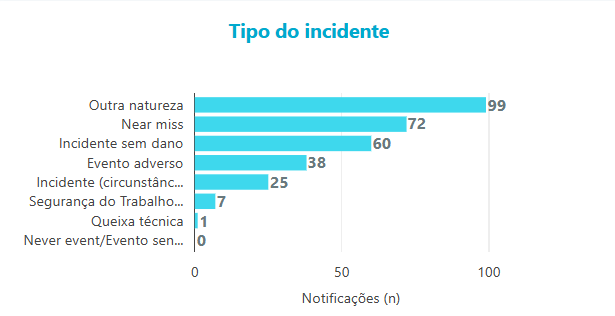 Tipo do incidente
Outra natureza 99
Near miss 72
Incidente sem dano 60
Evento adverso 38
Incidente (circunstânc... 25
Segurança do Trabalho... 7
Queixa técnica 1
Never event/Evento sen... 0
0 50 100
Notificações (n)